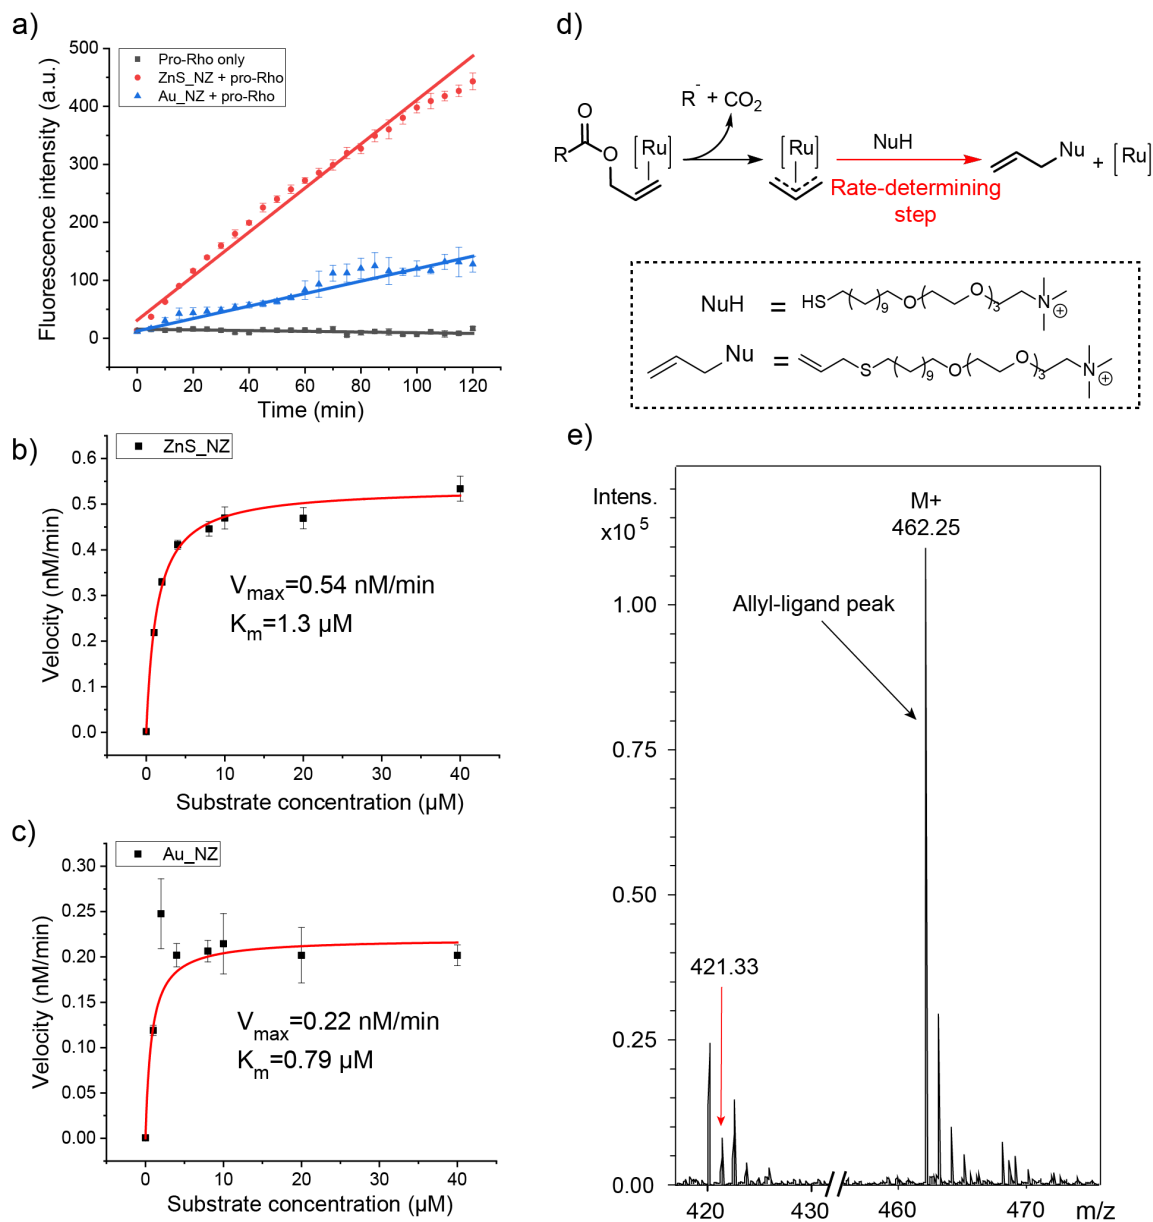 a)
Fluorescence intensity (a.u.)
500
400
300
200
100
0
Pro-Rho only
ZnS_NZ + pro-Rho
Au_NZ + pro-Rho
0 20 40 60 80 100 120
Time (min)
b)
Velocity (nM/min)
0.6
0.5
0.4
0.3
0.2
0.1
0.0
ZnS_NZ
Vmax=0.54 nM/min
Km=1.3 µM
0 10 20 30 40
Substrate concentration (µM)
c)
Velocity (nM/min)
0.30
0.25
0.20
0.15
0.10
0.05
0.00
Au_NZ
Vmax=0.22 nM/min
Km=0.79 µM
0 10 20 30 40
Substrate concentration (µM)
d)
R⁻ + CO2
O
R O [Ru]
[Ru]
NuH
Rate-determining
step
Nu + [Ru]
NuH = HS ( )9 O ( O )3 N ⊕
Nu = S ( )9 O ( O )3 N ⊕
e)
Intens.
x10⁵
1.00
0.75
0.50
0.25
0.00
M+
462.25
Allyl-ligand peak
421.33
420 430 460 470 m/z